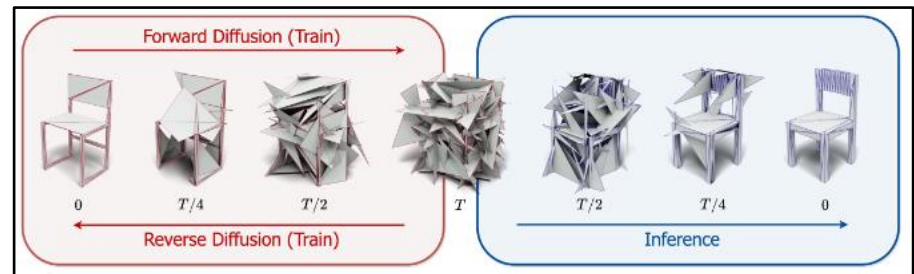 Forward Diffusion (Train)
0 T/4 T/2 T T/2 T/4 0
Reverse Diffusion (Train) Inference